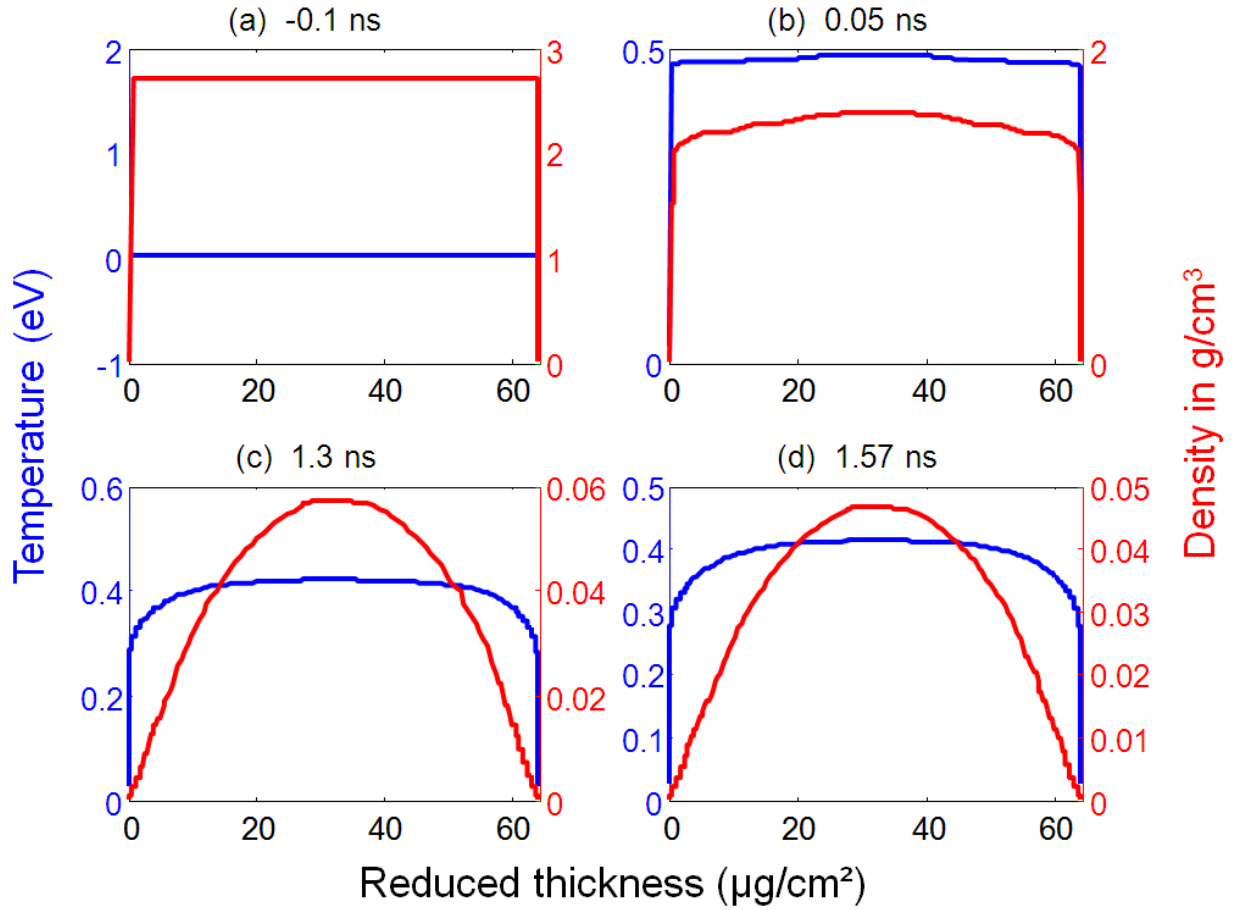 (a) -0.1 ns
(b) 0.05 ns
2
1
0
-1
3
2
1
0
0 20 40 60
0.5
0
2
0
0 20 40 60
Temperature (eV)
Density in g/cm³
(c) 1.3 ns
(d) 1.57 ns
0.6
0.4
0.2
0
0.06
0.04
0.02
0
0 20 40 60
0.5
0.4
0.3
0.2
0.1
0
0.05
0.04
0.03
0.02
0.01
0
0 20 40 60
Reduced thickness (µg/cm²)